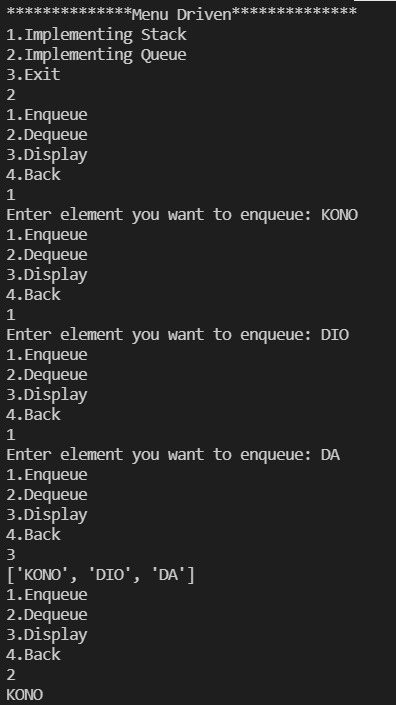 **************Menu Driven**************
1.Implementing Stack
2.Implementing Queue
3.Exit
2
1.Enqueue
2.Dequeue
3.Display
4.Back
1
Enter element you want to enqueue: KONO
1.Enqueue
2.Dequeue
3.Display
4.Back
1
Enter element you want to enqueue: DIO
1.Enqueue
2.Dequeue
3.Display
4.Back
1
Enter element you want to enqueue: DA
1.Enqueue
2.Dequeue
3.Display
4.Back
3
['KONO', 'DIO', 'DA']
1.Enqueue
2.Dequeue
3.Display
4.Back
2
KONO